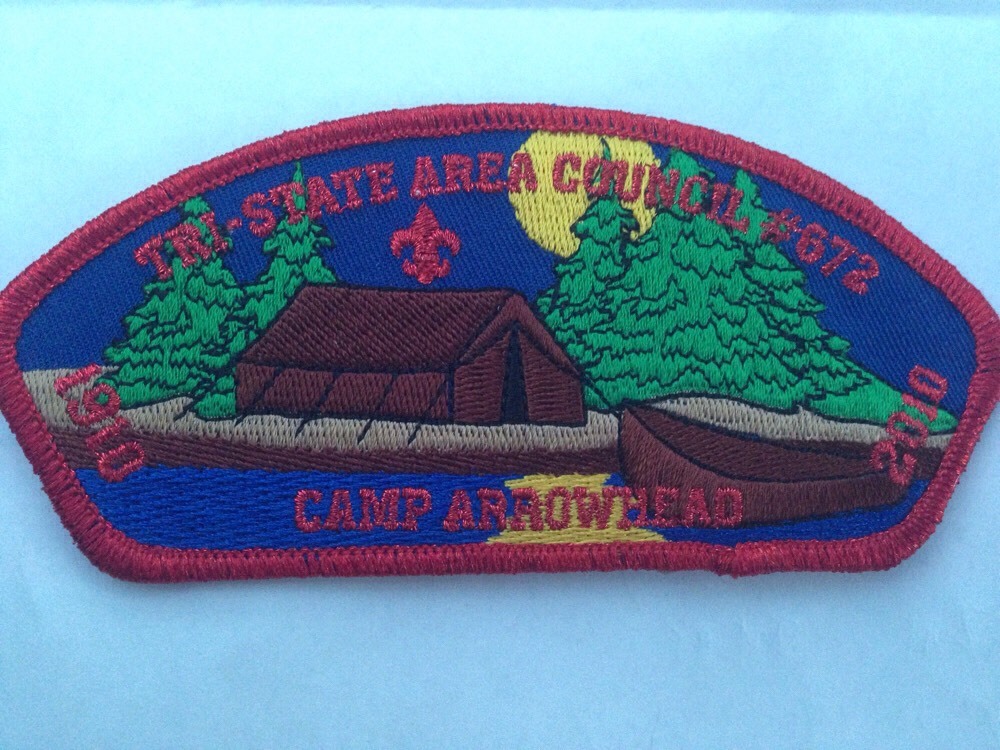 TRI-STATE AREA COUNCIL #672
1910
2010
CAMP ARROWHEAD